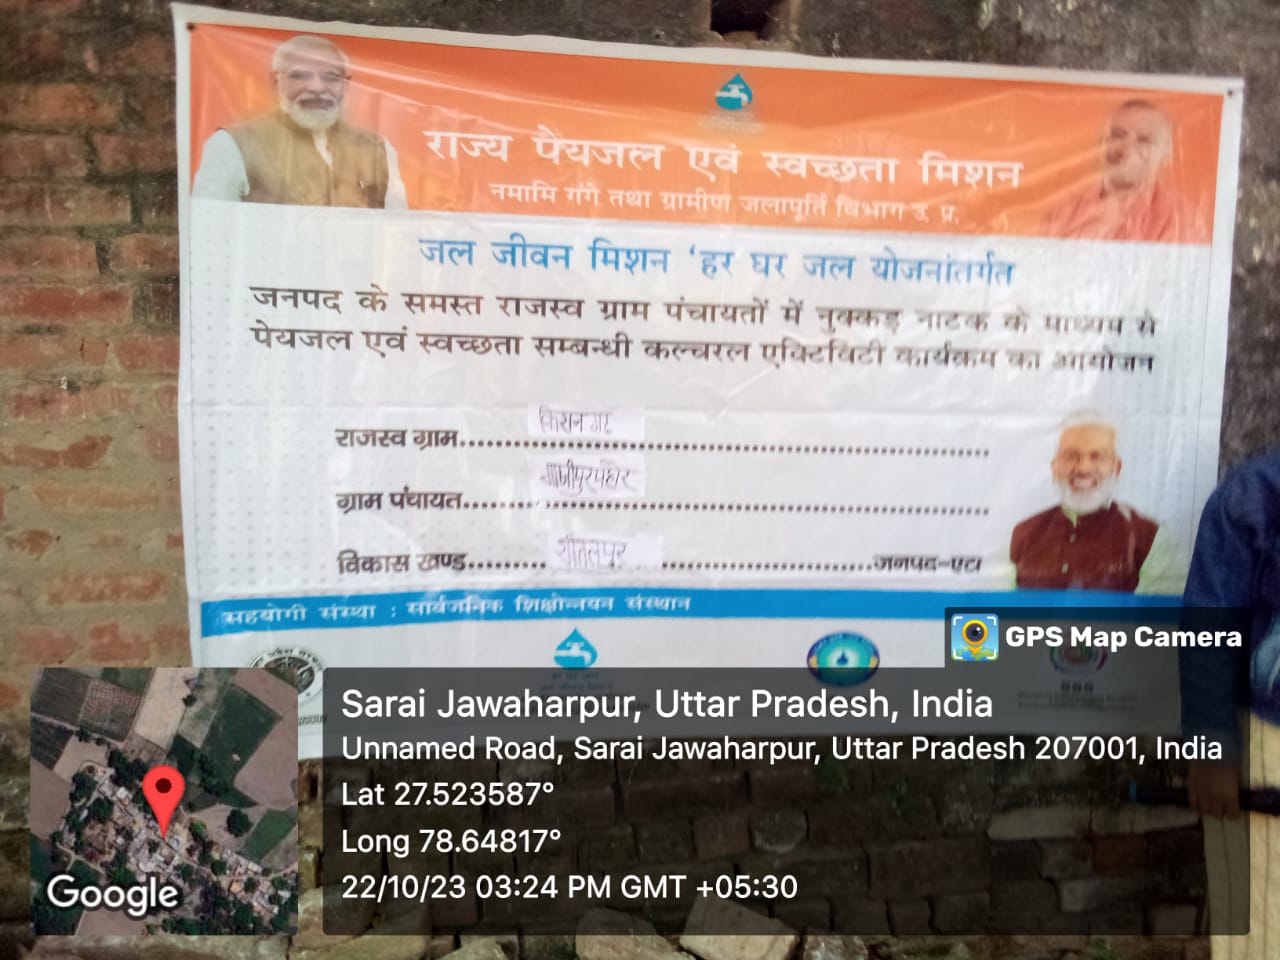 राज्य पेयजल एवं स्वच्छता मिशन
नमामि गंगे तथा ग्रामीण जलापूर्ति विभाग उ. प्र.
जल जीवन मिशन ‘हर घर जल योजनांतर्गत
जनपद के समस्त राजस्व ग्राम पंचायतों में नुक्कड़ नाटक के माध्यम से
पेयजल एवं स्वच्छता सम्बन्धी कल्चरल एक्टिविटी कार्यक्रम का आयोजन
राजस्व ग्राम.......... किशनगढ़ ..........
ग्राम पंचायत..........
विकास खण्ड.......... शीतलपुर ..........जनपद-एटा
सहयोगी संस्था : सार्वजनिक शिक्षोन्नयन संस्थान
GPS Map Camera
Sarai Jawaharpur, Uttar Pradesh, India
Unnamed Road, Sarai Jawaharpur, Uttar Pradesh 207001, India
Lat 27.523587°
Long 78.64817°
22/10/23 03:24 PM GMT +05:30
Google